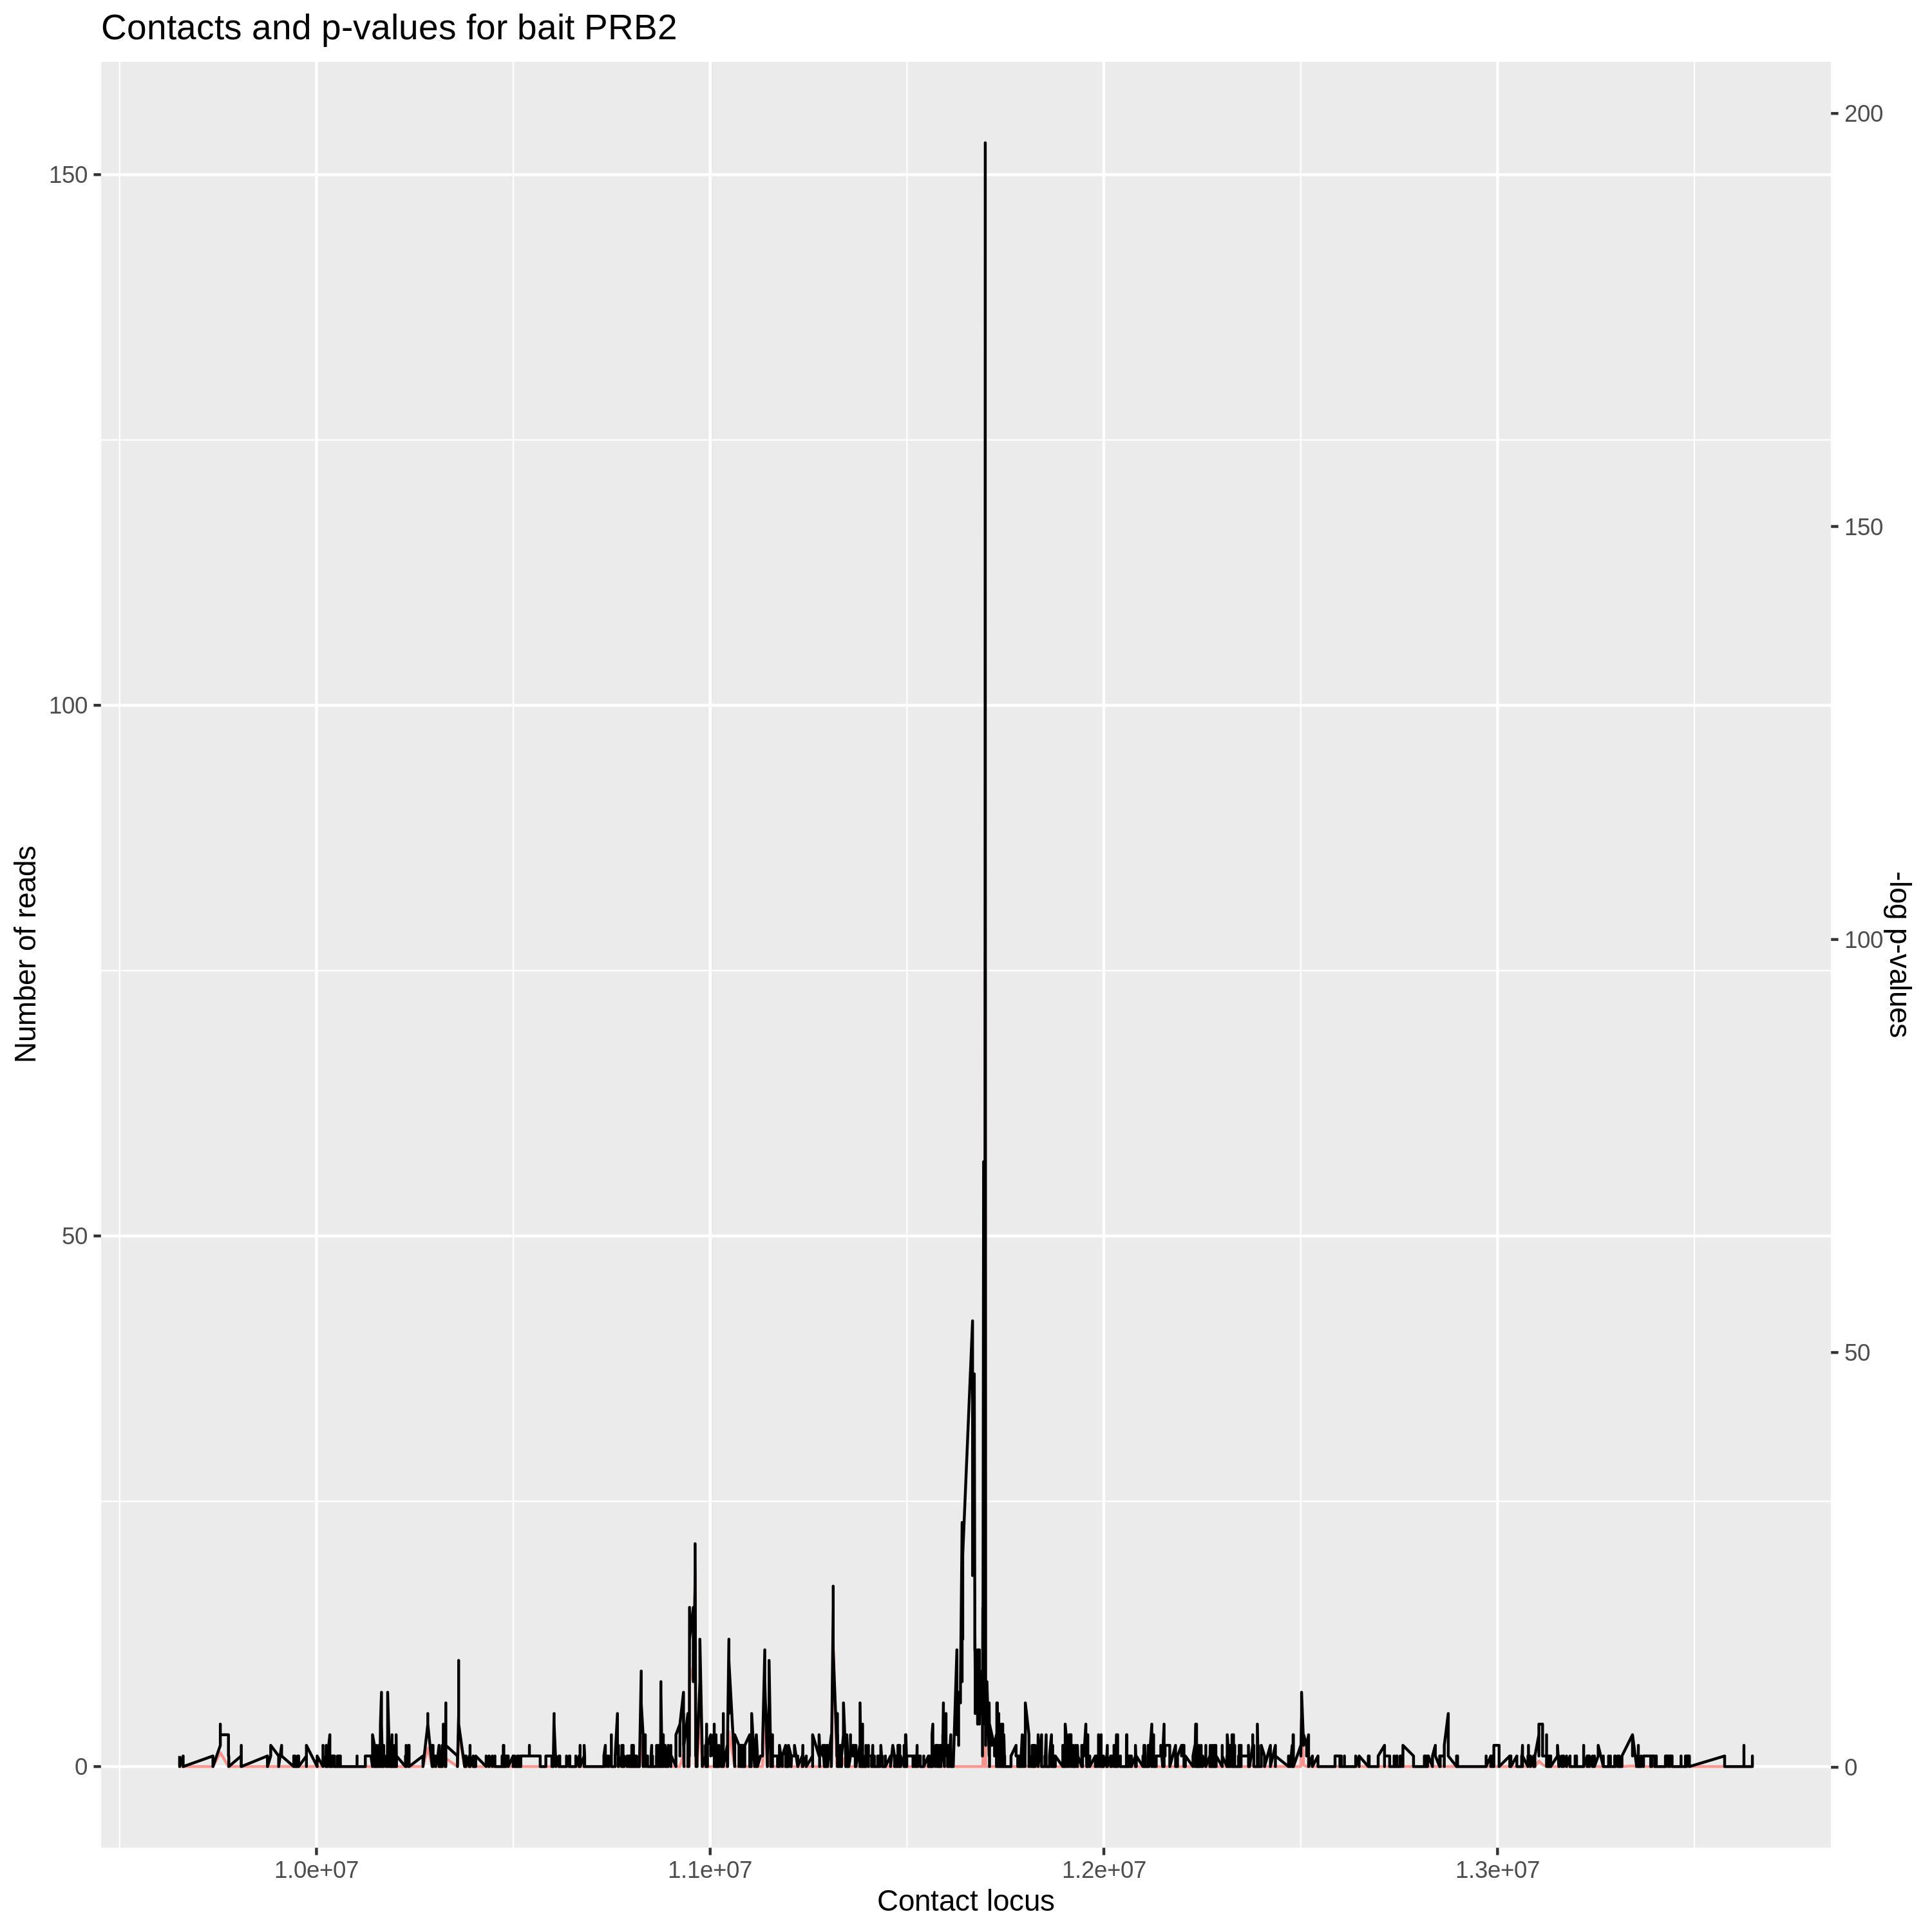 Contacts and p-values for bait PRB2
150
100
50
0
200
150
100
50
0
1.0e+07 1.1e+07 1.2e+07 1.3e+07
Number of reads
-log p-values
Contact locus